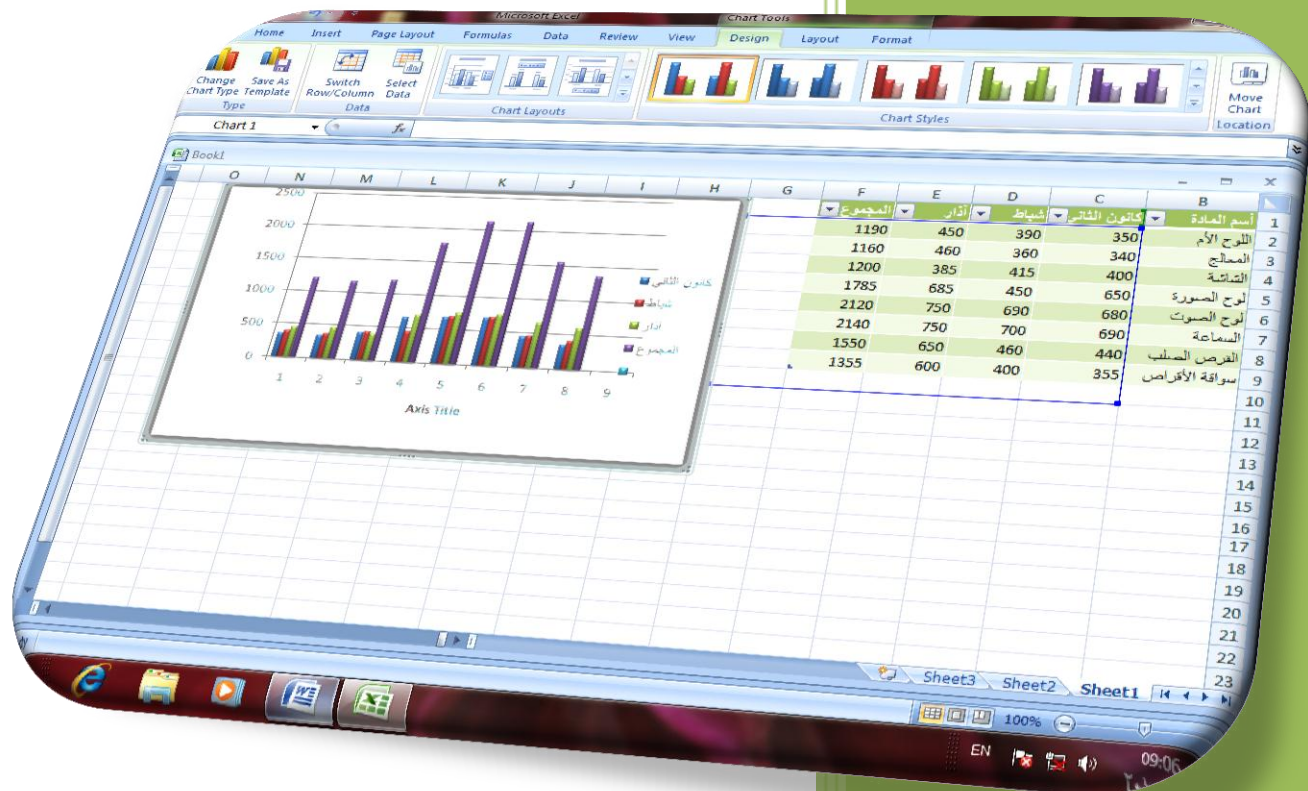 Microsoft Excel
Chart Tools
Home Insert Page Layout Formulas Data Review View Design Layout Format
Change Chart Type
Save As Template
Switch Row/Column
Select Data
Move Chart
Type Data Chart Layouts Chart Styles Location
Chart 1
fx
Book1
O N M L K J I H G F E D C B
1 أسم المادة كانون الثاني شباط آذار المجموع
2 اللوح الأم 350 390 450 1190
3 المعالج 340 360 460 1160
4 الشاشة 400 415 385 1200
5 لوح الصورة 650 450 685 1785
6 لوح الصوت 680 690 750 2120
7 السماعة 690 700 750 2140
8 القرص الصلب 440 460 650 1550
9 سواقة الأقراص 355 400 600 1355
10
11
12
13
14
15
16
17
18
19
20
21
22
23
2500
2000
1500
1000
500
0
1 2 3 4 5 6 7 8 9
Axis Title
كانون الثاني
شباط
آذار
المجموع
Sheet3 Sheet2 Sheet1
100%
EN
09:06